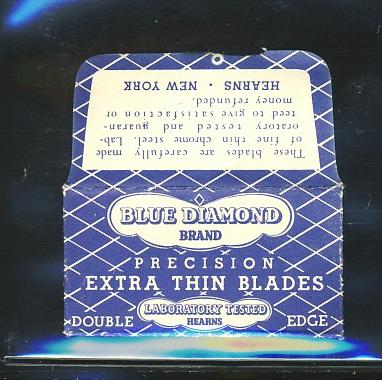 These blades are carefully made
of fine thin chrome steel. Lab-
oratory tested and guaran-
teed to give satisfaction or
money refunded.
HEARNS · NEW YORK
BLUE DIAMOND
BRAND
PRECISION
EXTRA THIN BLADES
LABORATORY TESTED
HEARNS
DOUBLE EDGE